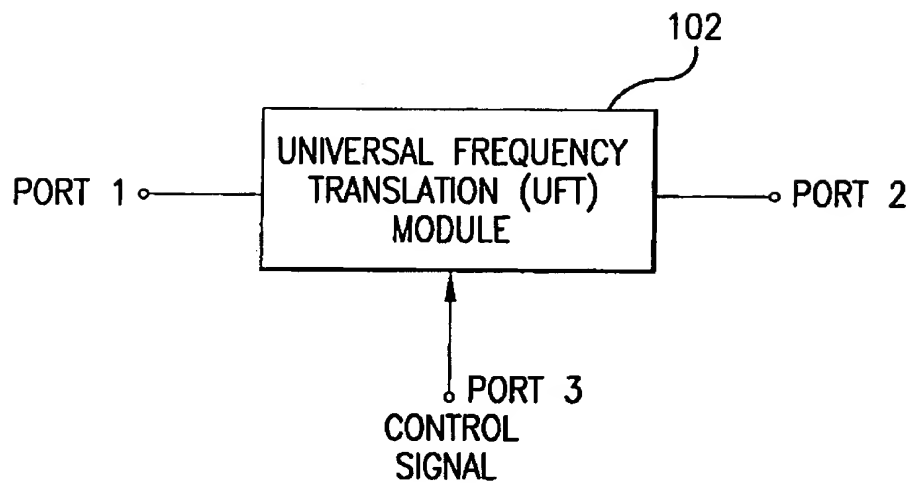 102
UNIVERSAL FREQUENCY
TRANSLATION (UFT)
MODULE
PORT 1
PORT 2
PORT 3
CONTROL
SIGNAL